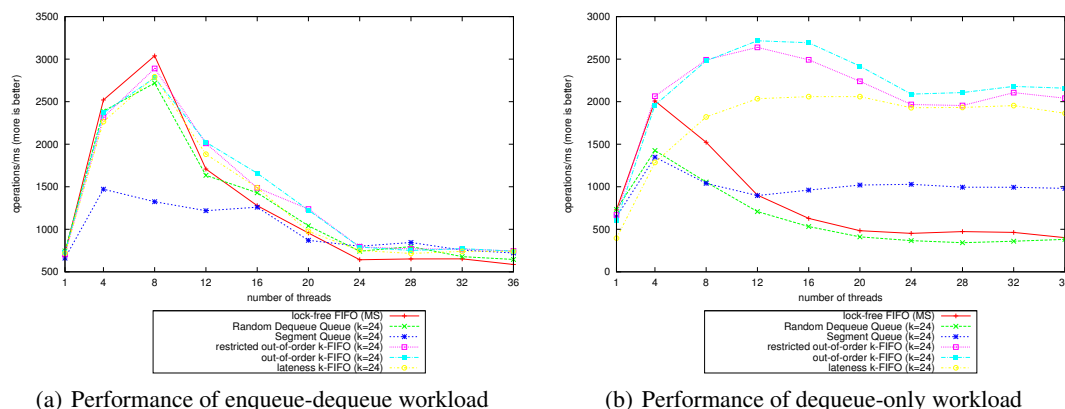 3500
3000
2500
2000
1500
1000
500
operations/ms (more is better)
1 4 8 12 16 20 24 28 32 36
number of threads
lock-free FIFO (MS)
Random Dequeue Queue (k=24)
Segment Queue (k=24)
restricted out-of-order k-FIFO (k=24)
out-of-order k-FIFO (k=24)
lateness k-FIFO (k=24)
(a) Performance of enqueue-dequeue workload
3000
2500
2000
1500
1000
500
0
operations/ms (more is better)
1 4 8 12 16 20 24 28 32
number of threads
lock-free FIFO (MS)
Random Dequeue Queue (k=24)
Segment Queue (k=24)
restricted out-of-order k-FIFO (k=24)
out-of-order k-FIFO (k=24)
lateness k-FIFO (k=24)
(b) Performance of dequeue-only workload